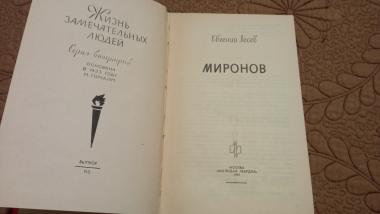 Жизнь
ЗАМЕЧАТЕЛЬНЫХ
ЛЮДЕЙ
Серия биографий
ОСНОВАНА
В 1933 ГОДУ
М. ГОРЬКИМ
ВЫПУСК
Евгений Лосев
МИРОНОВ
МОСКВА
«МОЛОДАЯ ГВАРДИЯ»